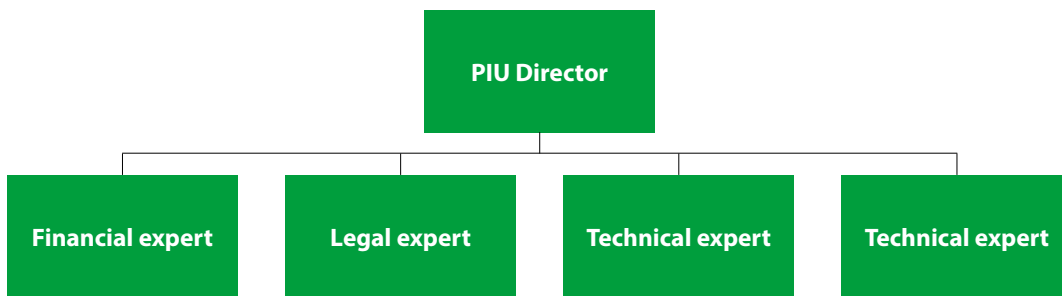 PIU Director
Financial expert
Legal expert
Technical expert
Technical expert